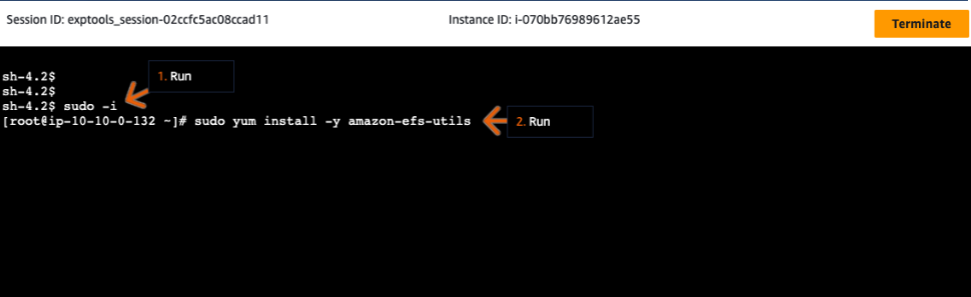 Session ID: exptools_session-02ccfc5ac08ccad11
Instance ID: i-070bb76989612ae55
Terminate
sh-4.2$
1. Run
sh-4.2$
sh-4.2$ sudo -i
[root@ip-10-10-0-132 ~]# sudo yum install -y amazon-efs-utils
2. Run